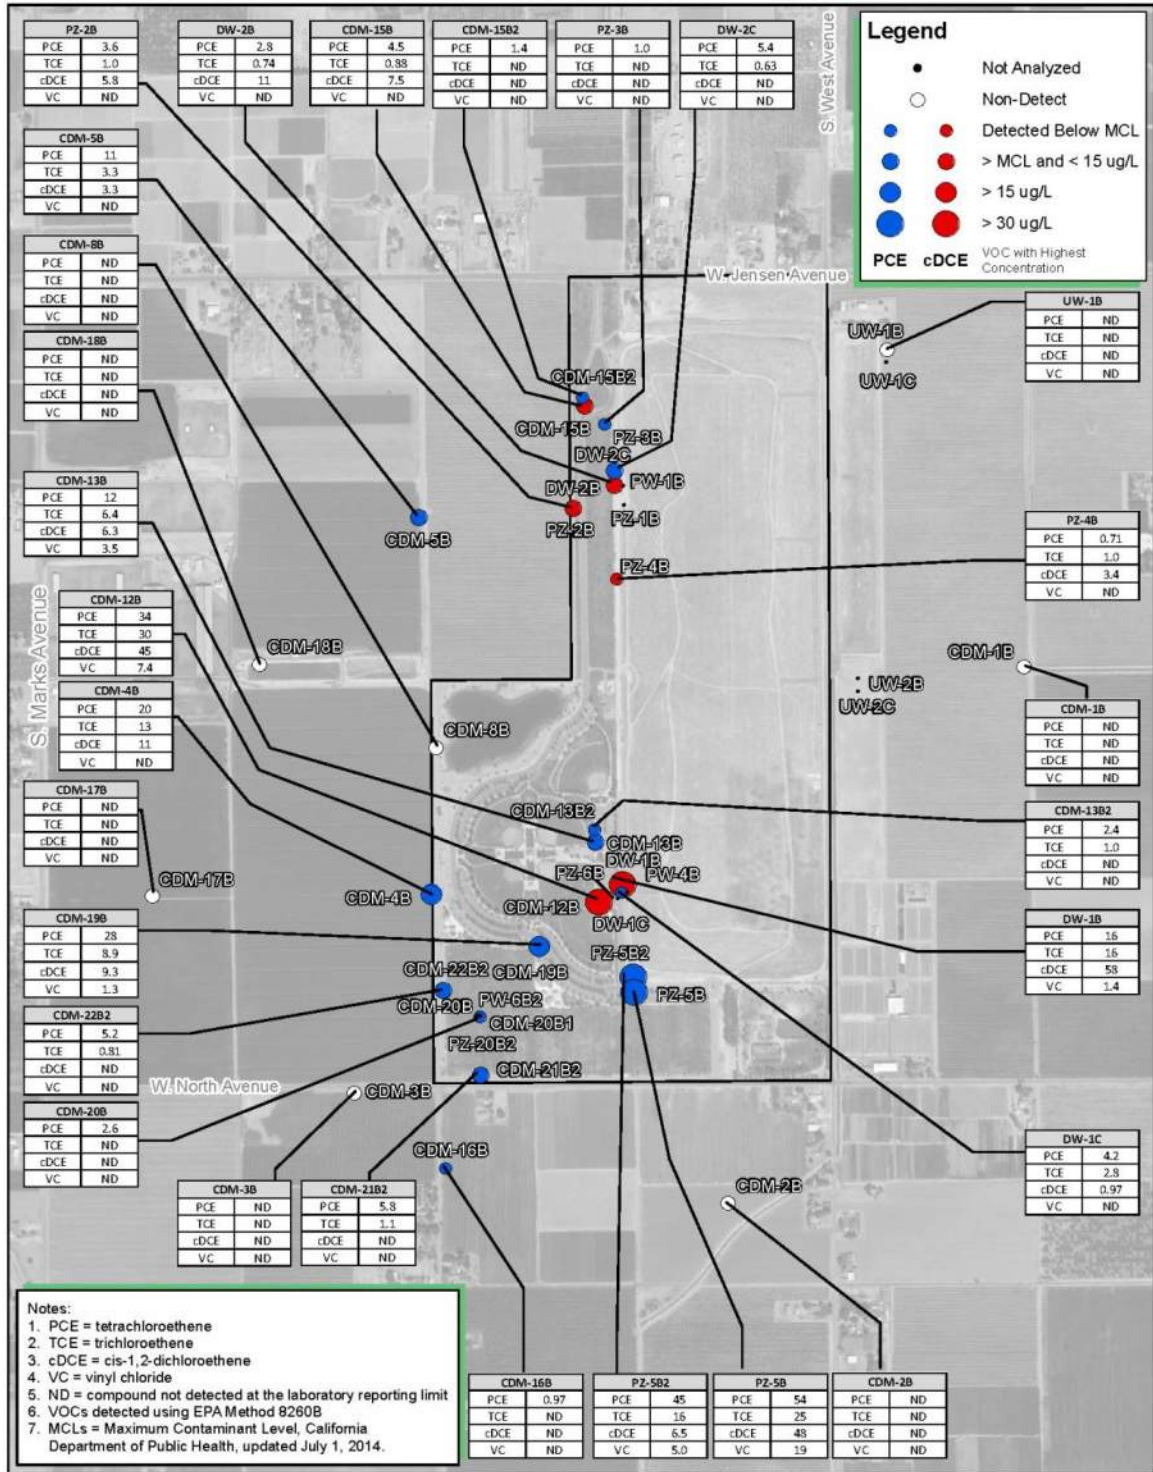 PZ-2B
PCE 3.6
TCE 1.0
cDCE 5.8
VC ND
DW-2B
PCE 2.8
TCE 0.74
cDCE 11
VC ND
CDM-15B
PCE 4.5
TCE 0.88
cDCE 7.5
VC ND
CDM-15B2
PCE 1.4
TCE ND
cDCE ND
VC ND
PZ-3B
PCE 1.0
TCE ND
cDCE ND
VC ND
DW-2C
PCE 5.4
TCE 0.63
cDCE ND
VC ND
S. West Avenue
Legend
Not Analyzed
Non-Detect
Detected Below MCL
> MCL and < 15 ug/L
> 15 ug/L
> 30 ug/L
PCE cDCE VOC with Highest
Concentration
CDM-5B
PCE 11
TCE 3.3
cDCE 3.3
VC ND
CDM-8B
PCE ND
TCE ND
cDCE ND
VC ND
W. Jensen Avenue
UW-1B
PCE ND
TCE ND
cDCE ND
VC ND
UW-1B
UW-1C
CDM-18B
PCE ND
TCE ND
cDCE ND
VC ND
CDM-15B2
CDM-15B
PZ-3B
DW-2C
DW-2B
PW-1B
PZ-2B
PZ-1B
CDM-5B
CDM-13B
PCE 12
TCE 6.4
cDCE 6.3
VC 3.5
PZ-4B
PCE 0.71
TCE 1.0
cDCE 3.4
VC ND
PZ-4B
S. Marks Avenue
CDM-12B
PCE 34
TCE 30
cDCE 45
VC 7.4
CDM-18B
CDM-1B
UW-2B
UW-2C
CDM-4B
PCE 20
TCE 13
cDCE 11
VC ND
CDM-1B
PCE ND
TCE ND
cDCE ND
VC ND
CDM-8B
CDM-17B
PCE ND
TCE ND
cDCE ND
VC ND
CDM-13B2
PCE 2.4
TCE 1.0
cDCE ND
VC ND
CDM-13B2
CDM-13B
DW-1B
PZ-6B
PW-4B
CDM-17B
CDM-4B
CDM-12B
DW-1C
CDM-19B
PCE 28
TCE 8.9
cDCE 9.3
VC 1.3
DW-1B
PCE 16
TCE 16
cDCE 58
VC 1.4
PZ-5B2
CDM-22B2
CDM-19B
PZ-5B
CDM-20B
PW-6B2
CDM-20B1
PZ-20B2
CDM-22B2
PCE 5.2
TCE 0.81
cDCE ND
VC ND
CDM-21B2
W. North Avenue
CDM-3B
CDM-20B
PCE 2.6
TCE ND
cDCE ND
VC ND
DW-1C
PCE 4.2
TCE 2.8
cDCE 0.97
VC ND
CDM-16B
CDM-2B
CDM-3B
PCE ND
TCE ND
cDCE ND
VC ND
CDM-21B2
PCE 5.8
TCE 1.1
cDCE ND
VC ND
Notes:
1. PCE = tetrachloroethene
2. TCE = trichloroethene
3. cDCE = cis-1,2-dichloroethene
4. VC = vinyl chloride
5. ND = compound not detected at the laboratory reporting limit
6. VOCs detected using EPA Method 8260B
7. MCLs = Maximum Contaminant Level, California
Department of Public Health, updated July 1, 2014.
CDM-16B
PCE 0.97
TCE ND
cDCE ND
VC ND
PZ-5B2
PCE 45
TCE 16
cDCE 6.5
VC 5.0
PZ-5B
PCE 54
TCE 25
cDCE 48
VC 19
CDM-2B
PCE ND
TCE ND
cDCE ND
VC ND